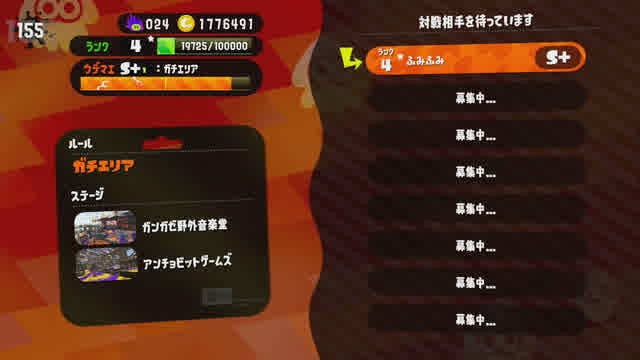 155
024
1776491
ランク 4 19725/100000
ウデマエ S+ 1 : ガチエリア
ルール
ガチエリア
ステージ
ガンガゼ野外音楽堂
アンチョビットゲームズ
対戦相手を待っています
ランク 4 ふみふみ S+
募集中...
募集中...
募集中...
募集中...
募集中...
募集中...
募集中...